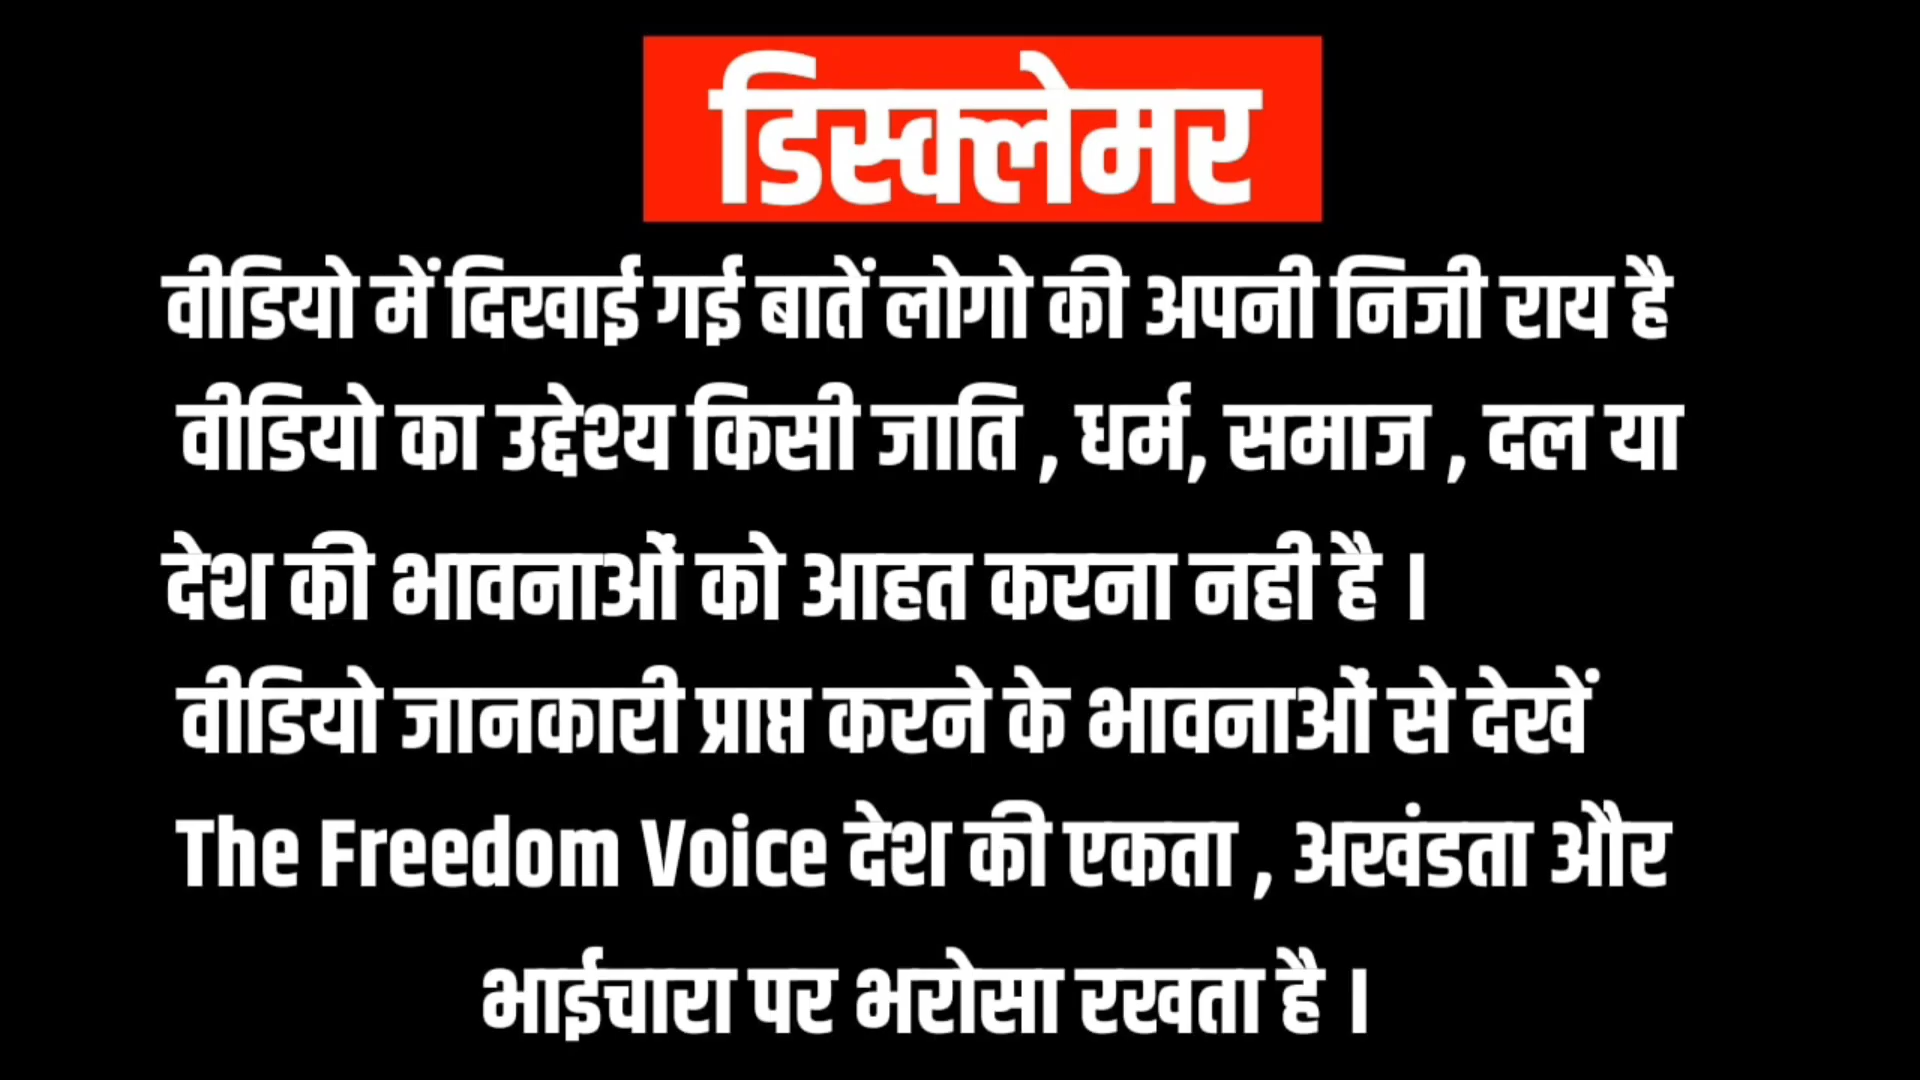 डिस्क्लेमर
वीडियो में दिखाई गई बातें लोगो की अपनी निजी राय है
वीडियो का उद्देश्य किसी जाति , धर्म, समाज , दल या
देश की भावनाओं को आहत करना नही है ।
वीडियो जानकारी प्राप्त करने के भावनाओं से देखें
The Freedom Voice देश की एकता , अखंडता और
भाईचारा पर भरोसा रखता है ।